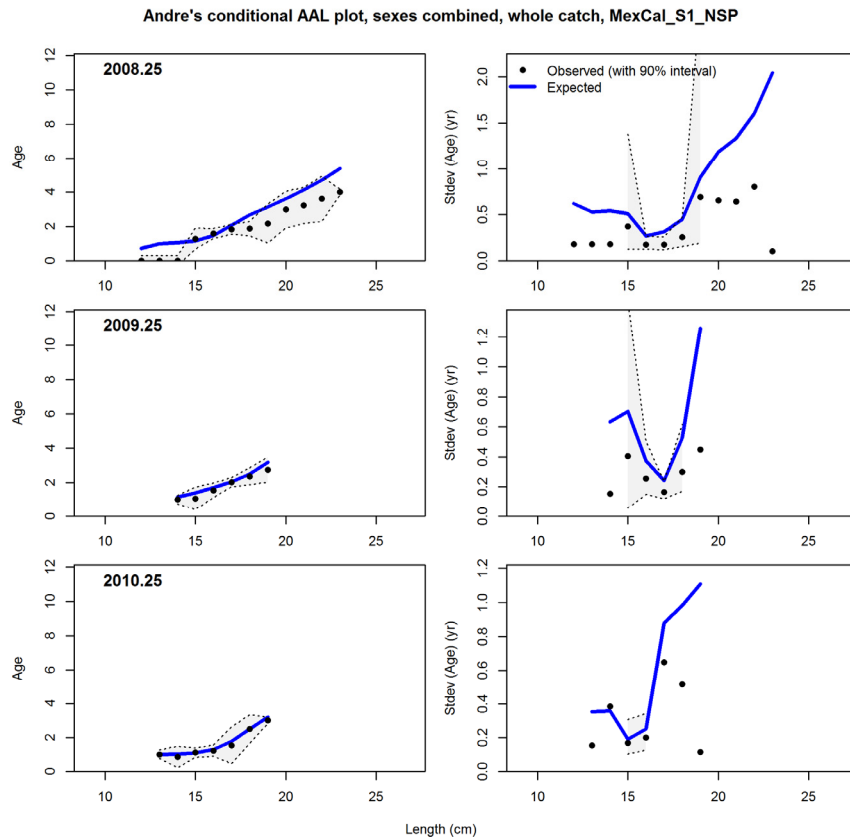 Andre's conditional AAL plot, sexes combined, whole catch, MexCal_S1_NSP
2008.25
Age
0 2 4 6 8 10 12
10 15 20 25
Observed (with 90% interval)
Expected
Stdev (Age) (yr)
0.0 0.5 1.0 1.5 2.0
10 15 20 25
2009.25
Age
0 2 4 6 8 10 12
10 15 20 25
Stdev (Age) (yr)
0.0 0.2 0.4 0.6 0.8 1.0 1.2
10 15 20 25
2010.25
Age
0 2 4 6 8 10 12
10 15 20 25
Stdev (Age) (yr)
0.0 0.2 0.4 0.6 0.8 1.0 1.2
10 15 20 25
Length (cm)